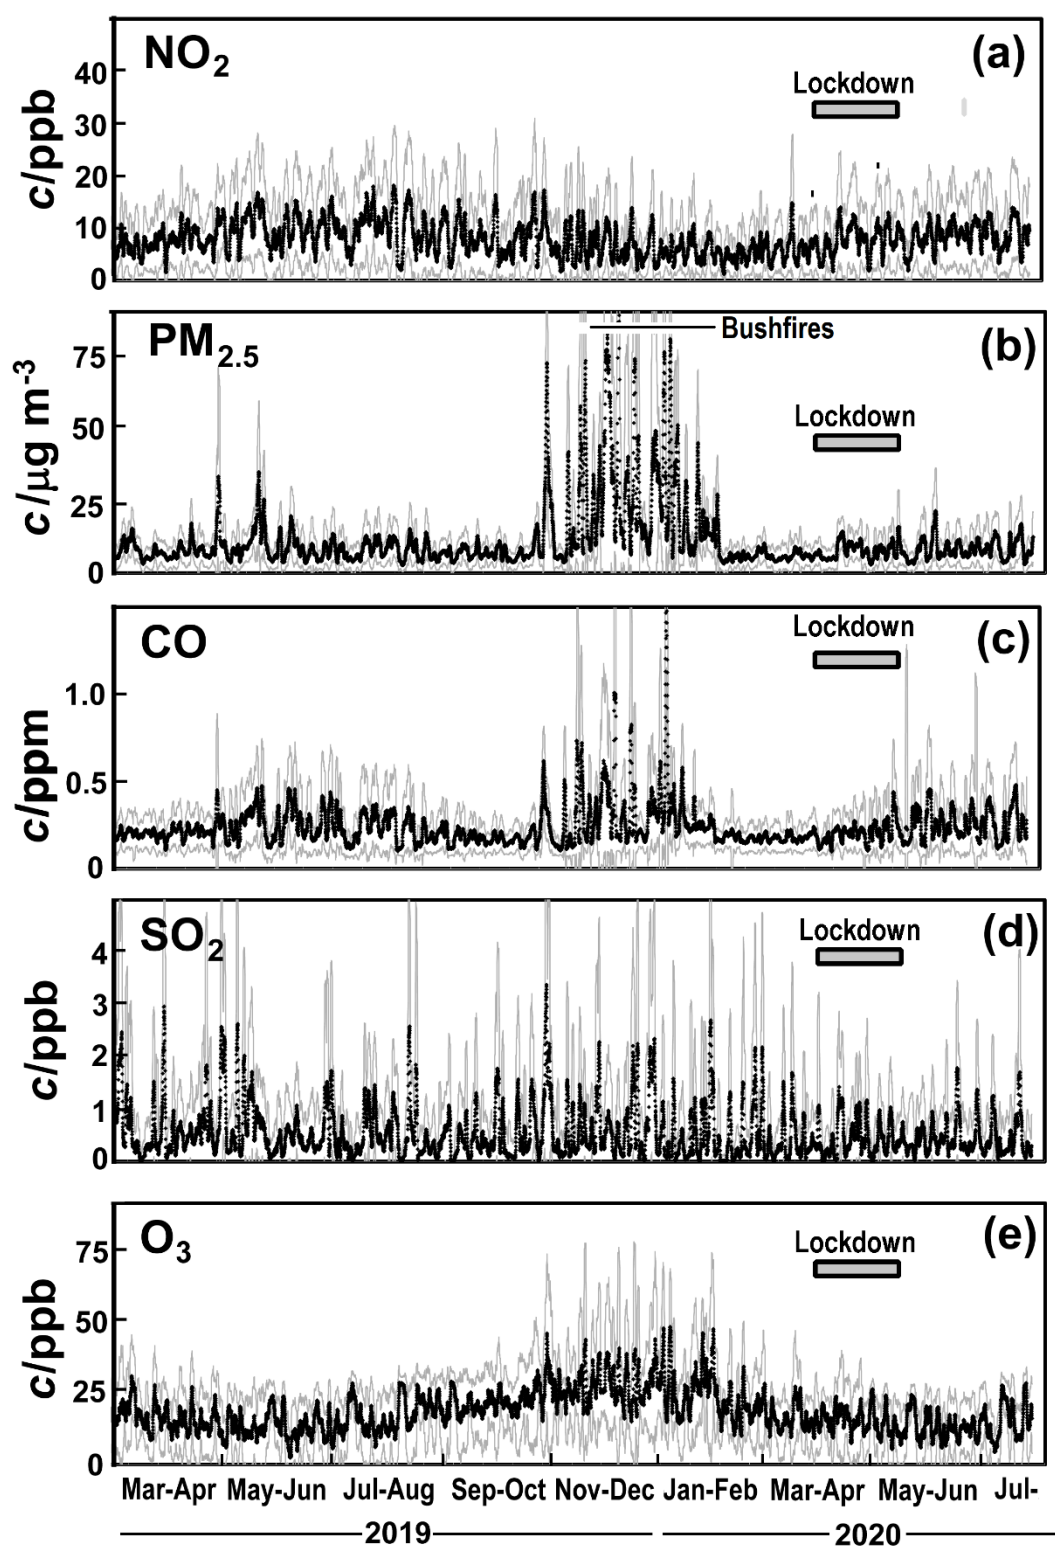 NO2 (a)
Lockdown
c/ppb
40
30
20
10
0
PM2.5 (b)
Bushfires
Lockdown
c/μg m-3
75
50
25
0
CO (c)
Lockdown
c/ppm
1.0
0.5
0
SO2 (d)
Lockdown
c/ppb
4
3
2
1
0
O3 (e)
Lockdown
c/ppb
75
50
25
0
Mar-Apr May-Jun Jul-Aug Sep-Oct Nov-Dec Jan-Feb Mar-Apr May-Jun Jul-
2019 2020